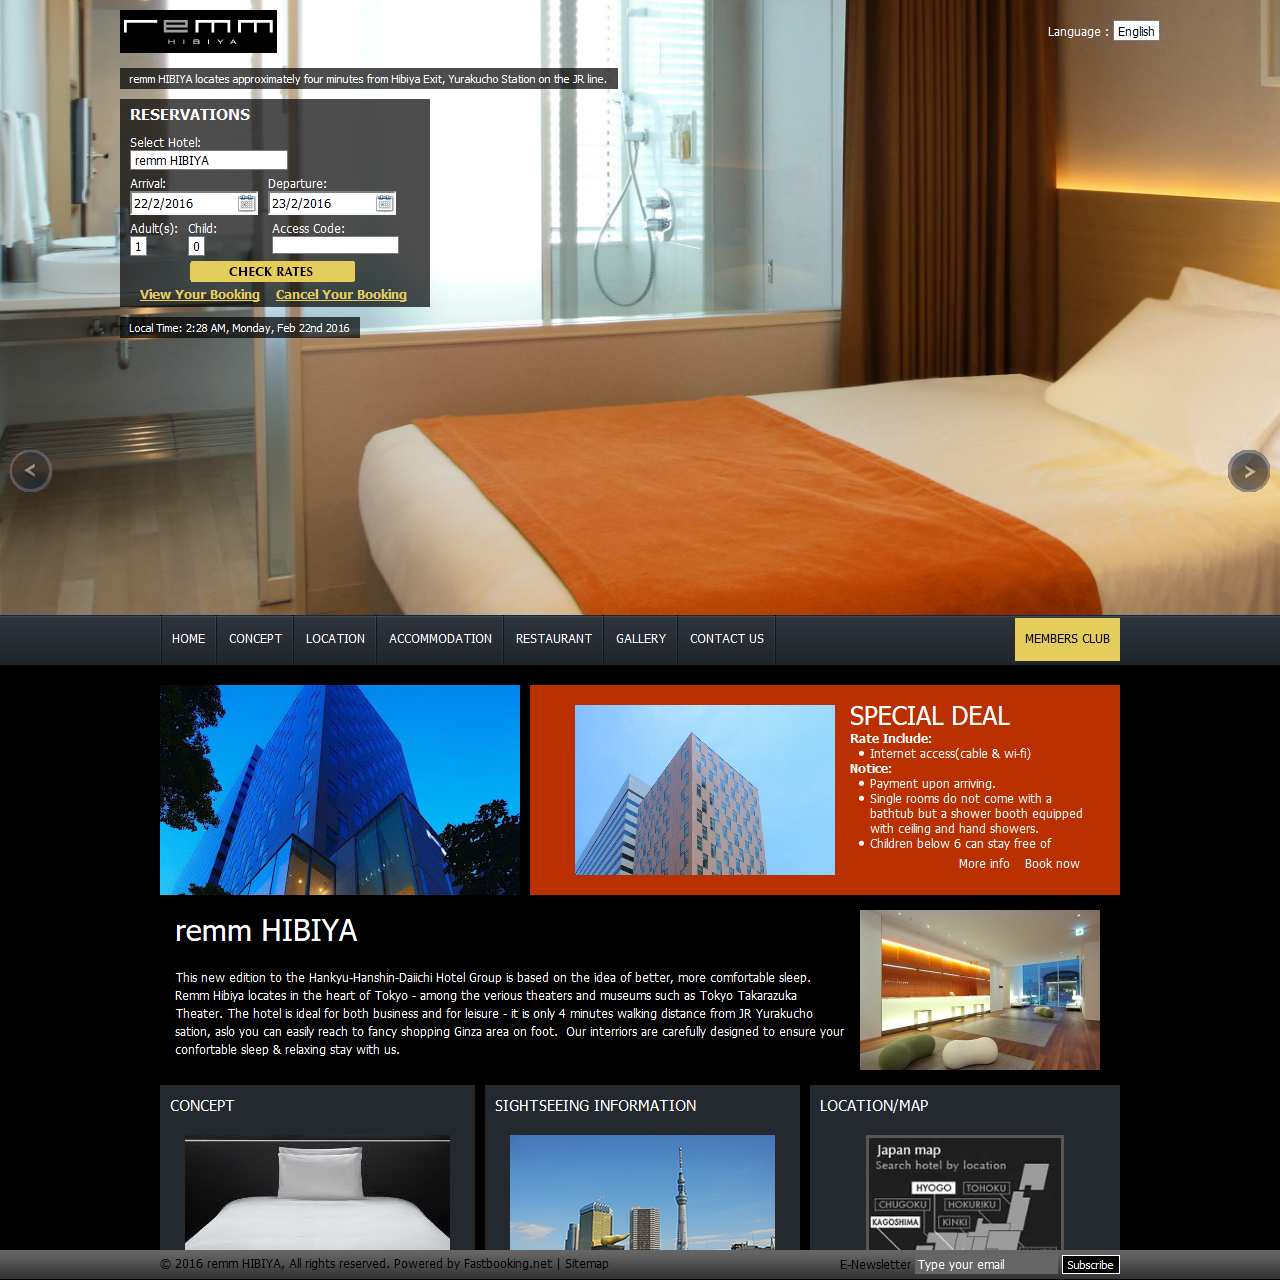 remm
HIBIYA
Language : English
remm HIBIYA locates approximately four minutes from Hibiya Exit, Yurakucho Station on the JR line.
RESERVATIONS
Select Hotel:
remm HIBIYA
Arrival: Departure:
22/2/2016 23/2/2016
Adult(s): Child: Access Code:
1 0
CHECK RATES
View Your Booking Cancel Your Booking
Local Time: 2:28 AM, Monday, Feb 22nd 2016
< >
HOME CONCEPT LOCATION ACCOMMODATION RESTAURANT GALLERY CONTACT US MEMBERS CLUB
SPECIAL DEAL
Rate Include:
• Internet access(cable & wi-fi)
Notice:
• Payment upon arriving.
• Single rooms do not come with a
bathtub but a shower booth equipped
with ceiling and hand showers.
• Children below 6 can stay free of
More info Book now
remm HIBIYA
This new edition to the Hankyu-Hanshin-Daiichi Hotel Group is based on the idea of better, more comfortable sleep.
Remm Hibiya locates in the heart of Tokyo - among the verious theaters and museums such as Tokyo Takarazuka
Theater. The hotel is ideal for both business and for leisure - it is only 4 minutes walking distance from JR Yurakucho
sation, aslo you can easily reach to fancy shopping Ginza area on foot.  Our interriors are carefully designed to ensure your
confortable sleep & relaxing stay with us.
CONCEPT SIGHTSEEING INFORMATION LOCATION/MAP
Japan map
Search hotel by location
HYOGO TOHOKU
CHUGOKU HOKURIKU
KAGOSHIMA KINKI
© 2016 remm HIBIYA, All rights reserved. Powered by Fastbooking.net | Sitemap
E-Newsletter Type your email Subscribe